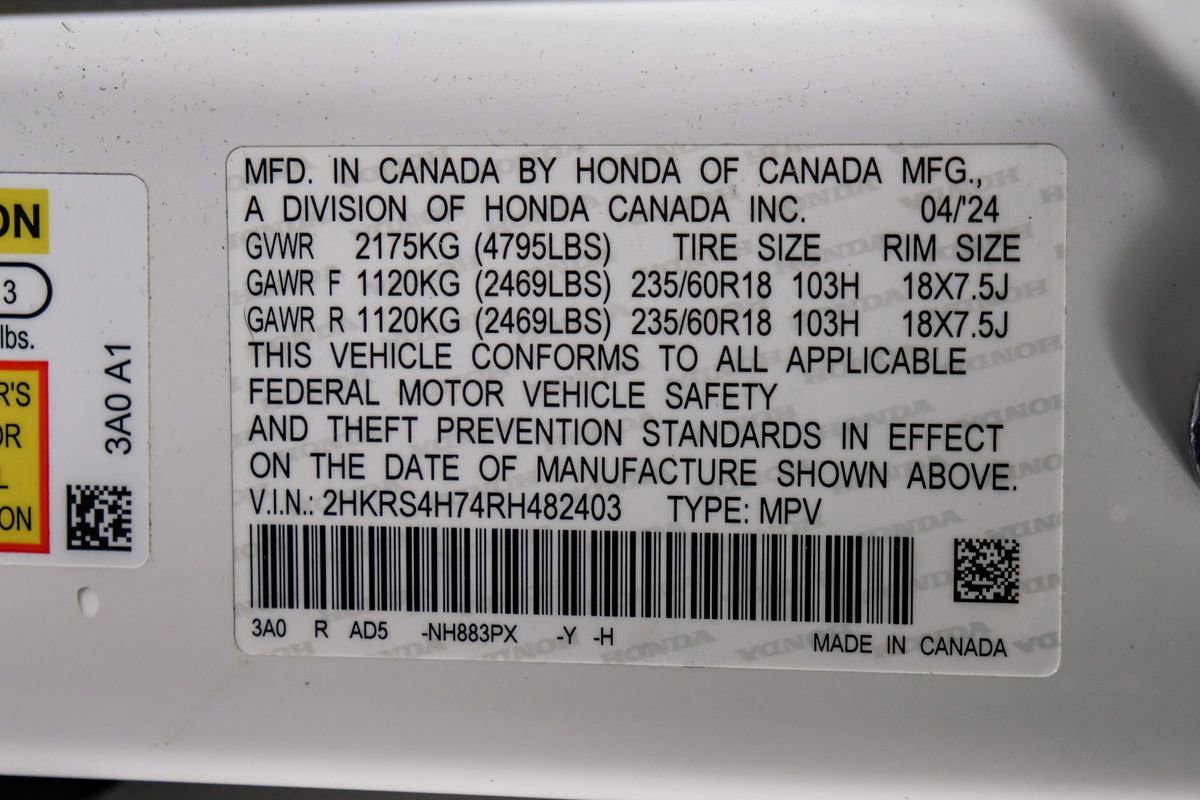 ON
3
lbs.
R'S
OR
L
ON
3A0 A1
MFD. IN CANADA BY HONDA OF CANADA MFG.,
A DIVISION OF HONDA CANADA INC. 04/'24
GVWR 2175KG (4795LBS) TIRE SIZE RIM SIZE
GAWR F 1120KG (2469LBS) 235/60R18 103H 18X7.5J
GAWR R 1120KG (2469LBS) 235/60R18 103H 18X7.5J
THIS VEHICLE CONFORMS TO ALL APPLICABLE
FEDERAL MOTOR VEHICLE SAFETY
AND THEFT PREVENTION STANDARDS IN EFFECT
ON THE DATE OF MANUFACTURE SHOWN ABOVE.
V.I.N.: 2HKRS4H74RH482403 TYPE: MPV
3A0 R AD5 -NH883PX -Y -H
MADE IN CANADA